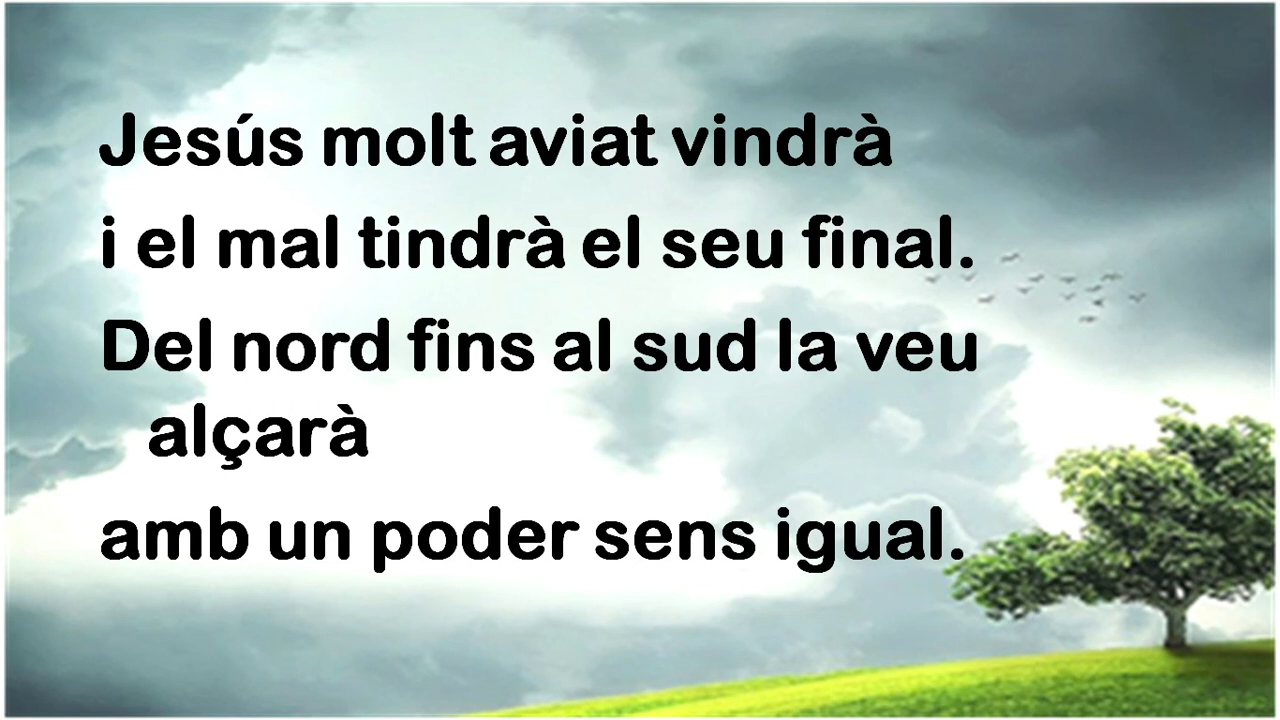 Jesús molt aviat vindrà
i el mal tindrà el seu final.
Del nord fins al sud la veu
alçarà
amb un poder sens igual.